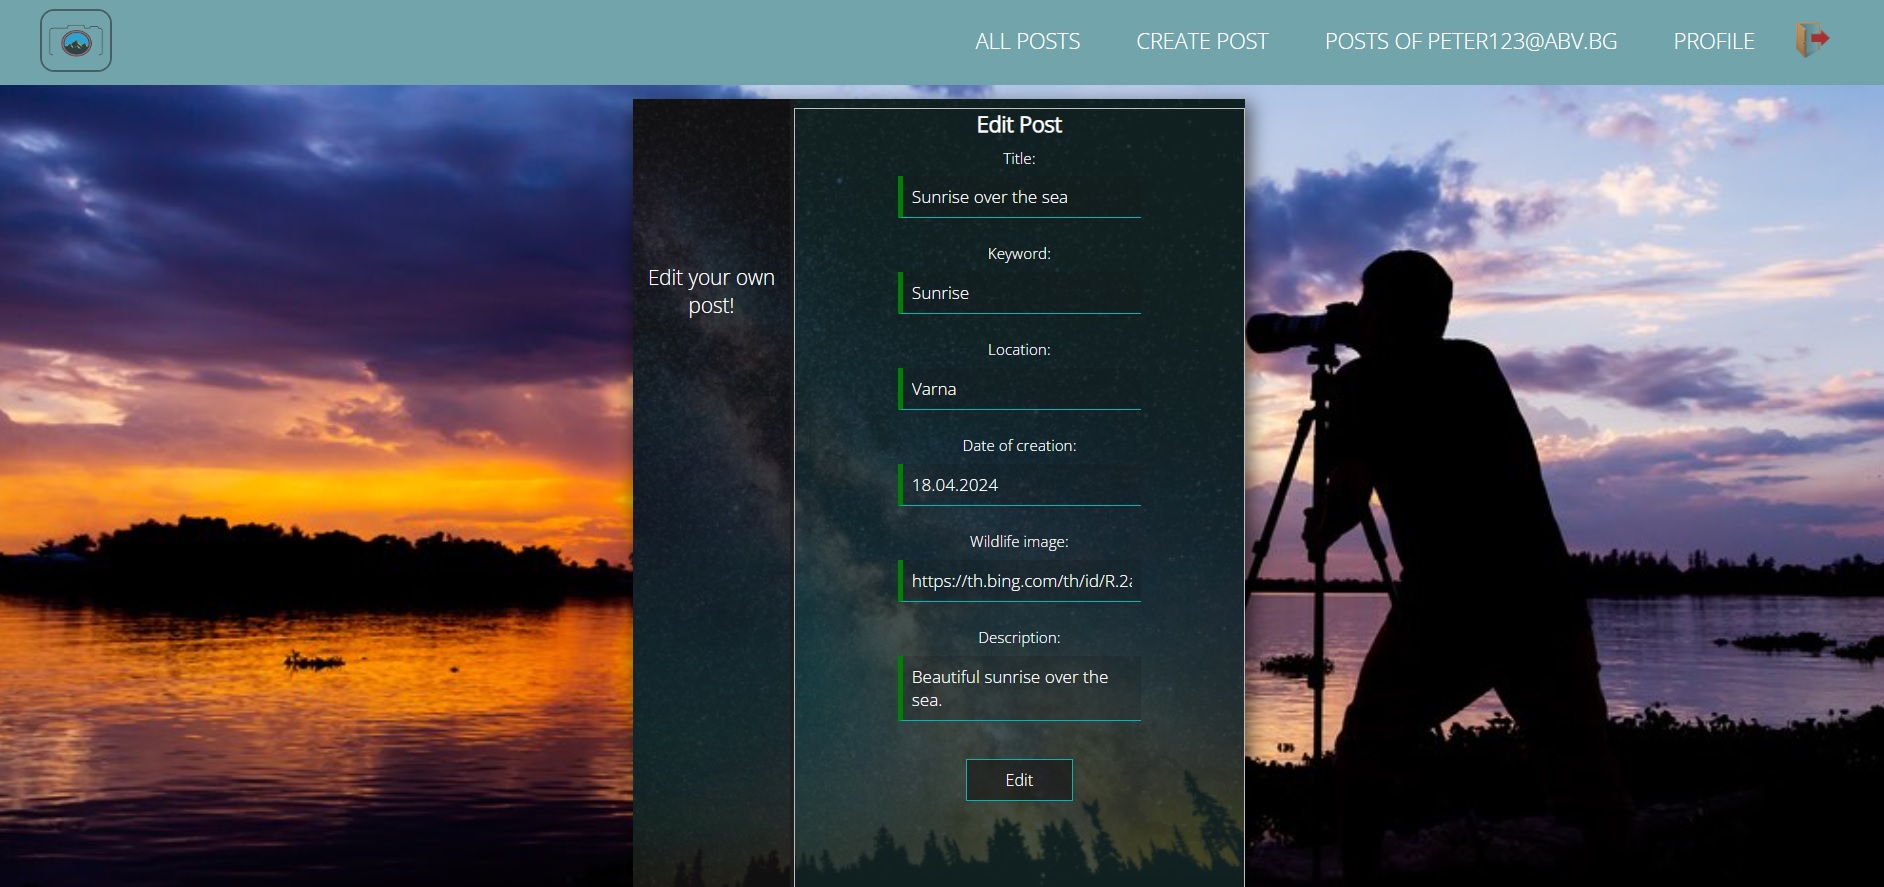 ALL POSTS CREATE POST POSTS OF PETER123@ABV.BG PROFILE
Edit your own
post!
Edit Post
Title:
Sunrise over the sea
Keyword:
Sunrise
Location:
Varna
Date of creation:
18.04.2024
Wildlife image:
https://th.bing.com/th/id/R.2
Description:
Beautiful sunrise over the
sea.
Edit